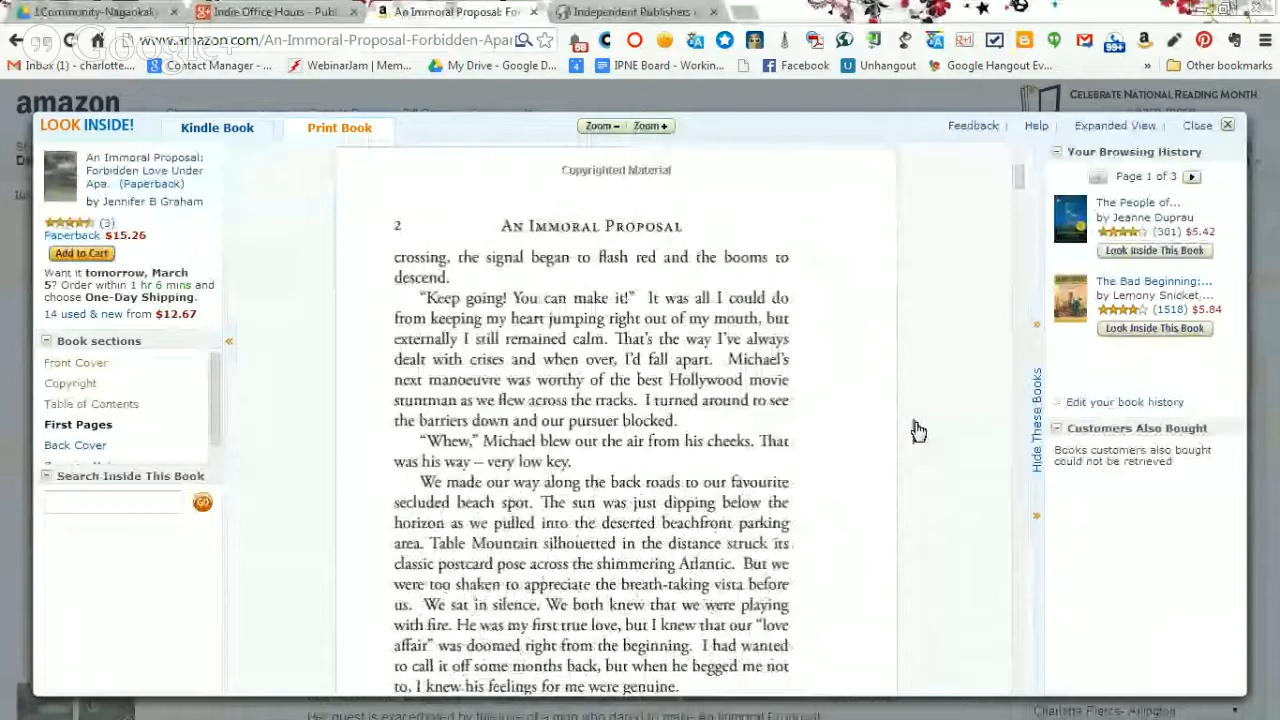 1Community-Nagaokaky
Indie Office Hours - Publ
An Immoral Proposal: Fo
Independent Publishers
Google+
www.amazon.com/An-Immoral-Proposal-Forbidden-Apar
Inbox (1) - charlotte....
Contact Manager - ...
WebinarJam | Mem...
My Drive - Google D...
IPNE Board - Workin...
Facebook
Unhangout
Google Hangout Ev...
»
Other bookmarks
amazon
CELEBRATE NATIONAL READING MONTH
LOOK INSIDE!
Kindle Book
Print Book
Zoom −
Zoom +
Feedback
Help
Expanded View
Close
An Immoral Proposal:
Forbidden Love Under
Apa. (Paperback)
by Jennifer B Graham
(3)
Paperback $15.26
Add to Cart
Want it tomorrow, March
5? Order within 1 hr 6 mins and
choose One-Day Shipping.
14 used & new from $12.67
Book sections
Front Cover
Copyright
Table of Contents
First Pages
Back Cover
Search Inside This Book
GO
Copyrighted Material
2 AN IMMORAL PROPOSAL
crossing, the signal began to flash red and the booms to
descend.
“Keep going! You can make it!” It was all I could do
from keeping my heart jumping right out of my mouth, but
externally I still remained calm. That’s the way I’ve always
dealt with crises and when over, I’d fall apart. Michael’s
next manoeuvre was worthy of the best Hollywood movie
stuntman as we flew across the tracks. I turned around to see
the barriers down and our pursuer blocked.
“Whew,” Michael blew out the air from his cheeks. That
was his way – very low key.
We made our way along the back roads to our favourite
secluded beach spot. The sun was just dipping below the
horizon as we pulled into the deserted beachfront parking
area. Table Mountain silhouetted in the distance struck its
classic postcard pose across the shimmering Atlantic. But we
were too shaken to appreciate the breath-taking vista before
us. We sat in silence. We both knew that we were playing
with fire. He was my first true love, but I knew that our “love
affair” was doomed right from the beginning. I had wanted
to call it off some months back, but when he begged me not
to, I knew his feelings for me were genuine.
Hide These Books
Your Browsing History
Page 1 of 3
The People of...
by Jeanne Duprau
(301) $5.42
Look Inside This Book
The Bad Beginning:...
by Lemony Snicket,...
(1518) $5.84
Look Inside This Book
Edit your book history
Customers Also Bought
Books customers also bought
could not be retrieved
Charlotte Pierce- Arlington